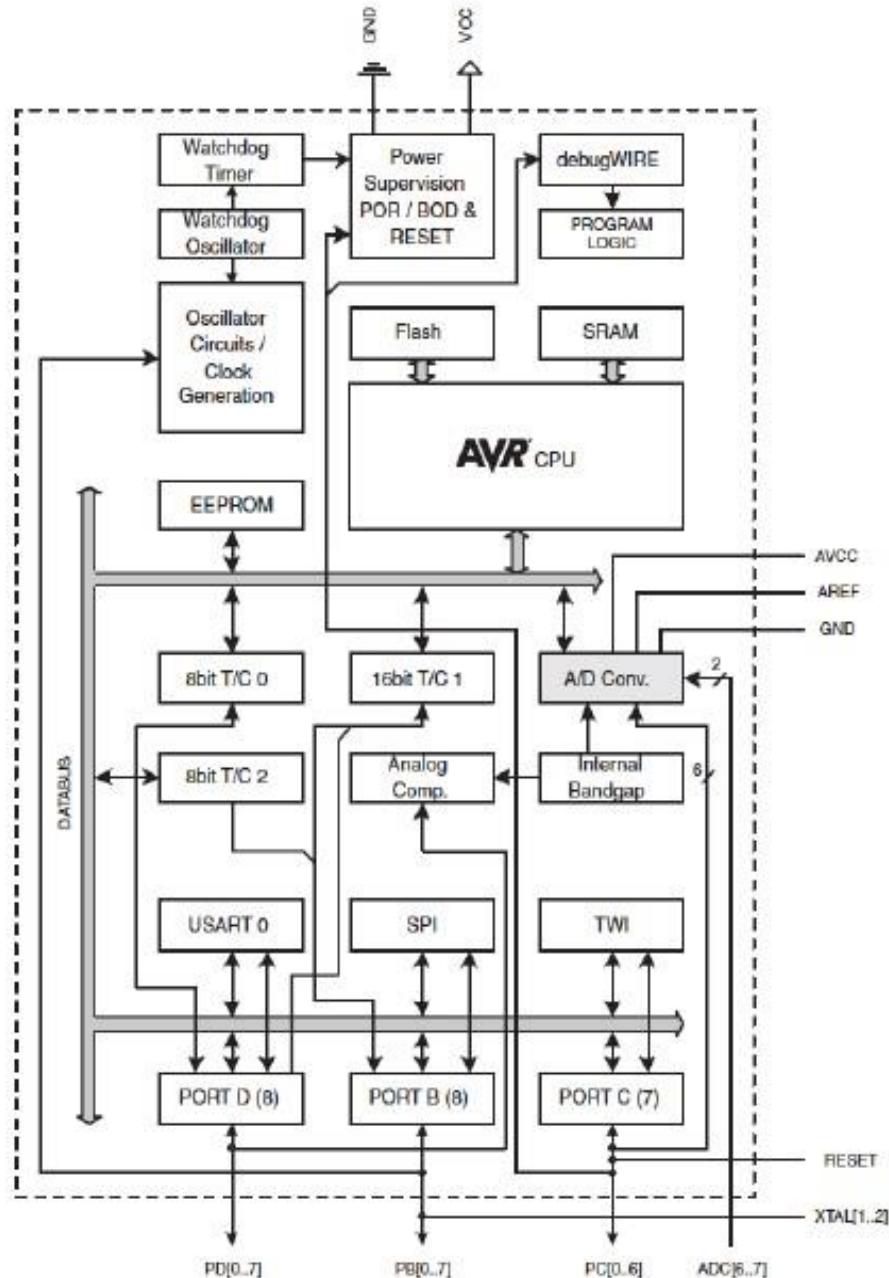 GND
VCC
Watchdog
Timer
Power
Supervision
POR / BOD &
RESET
debugWIRE
Watchdog
Oscillator
PROGRAM
LOGIC
Oscillator
Circuits /
Clock
Generation
Flash
SRAM
AVR CPU
EEPROM
AVCC
AREF
GND
8bit T/C 0
16bit T/C 1
A/D Conv.
2
DATABUS
8bit T/C 2
Analog
Comp.
Internal
Bandgap
6
USART 0
SPI
TWI
PORT D (8)
PORT B (8)
PORT C (7)
RESET
XTAL[1..2]
PD[0..7]
PB[0..7]
PC[0..6]
ADC[6..7]